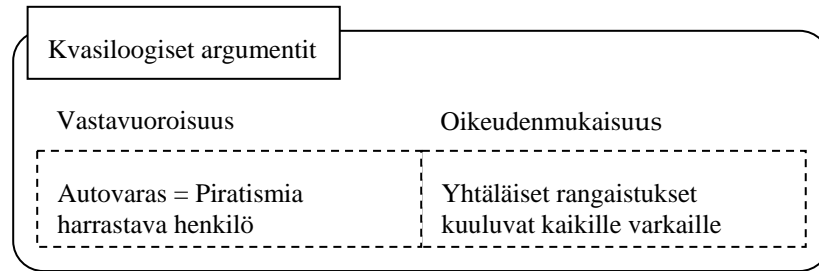 Kvasiloogiset argumentit
Vastavuoroisuus
Oikeudenmukaisuus
Autovaras = Piratismia
harrastava henkilö
Yhtäläiset rangaistukset
kuuluvat kaikille varkaille